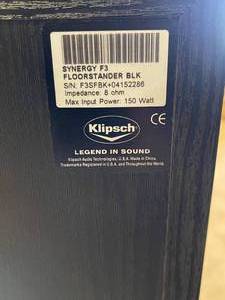 SYNERGY F3
FLOORSTANDER BLK
S/N: F3SFBK+04152286
Impedance: 8 ohm
Max Input Power: 150 Watt
Klipsch
CE
LEGEND IN SOUND
Klipsch Audio Technologies, U.S.A. Made in China.
Trademarks Registered in U.S.A. and Throughout the World.